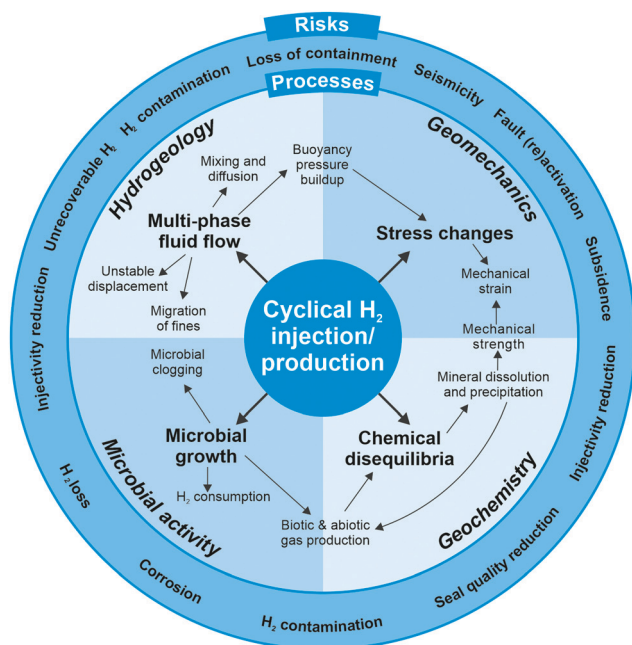 Risks
Loss of containment
Processes
Seismicity
Fault (re)activation
Subsidence
Injectivity reduction
Seal quality reduction
H₂ contamination
Corrosion
H₂ loss
Injectivity reduction
Unrecoverable H₂
H₂ contamination
Hydrogeology
Mixing and
diffusion
Buoyancy
pressure
buildup
Multi-phase
fluid flow
Unstable
displacement
Migration
of fines
Geomechanics
Stress changes
Mechanical
strain
Mechanical
strength
Cyclical H₂
injection/
production
Microbial
clogging
Microbial
growth
H₂ consumption
Microbial activity
Biotic & abiotic
gas production
Mineral dissolution
and precipitation
Chemical
disequilibria
Geochemistry